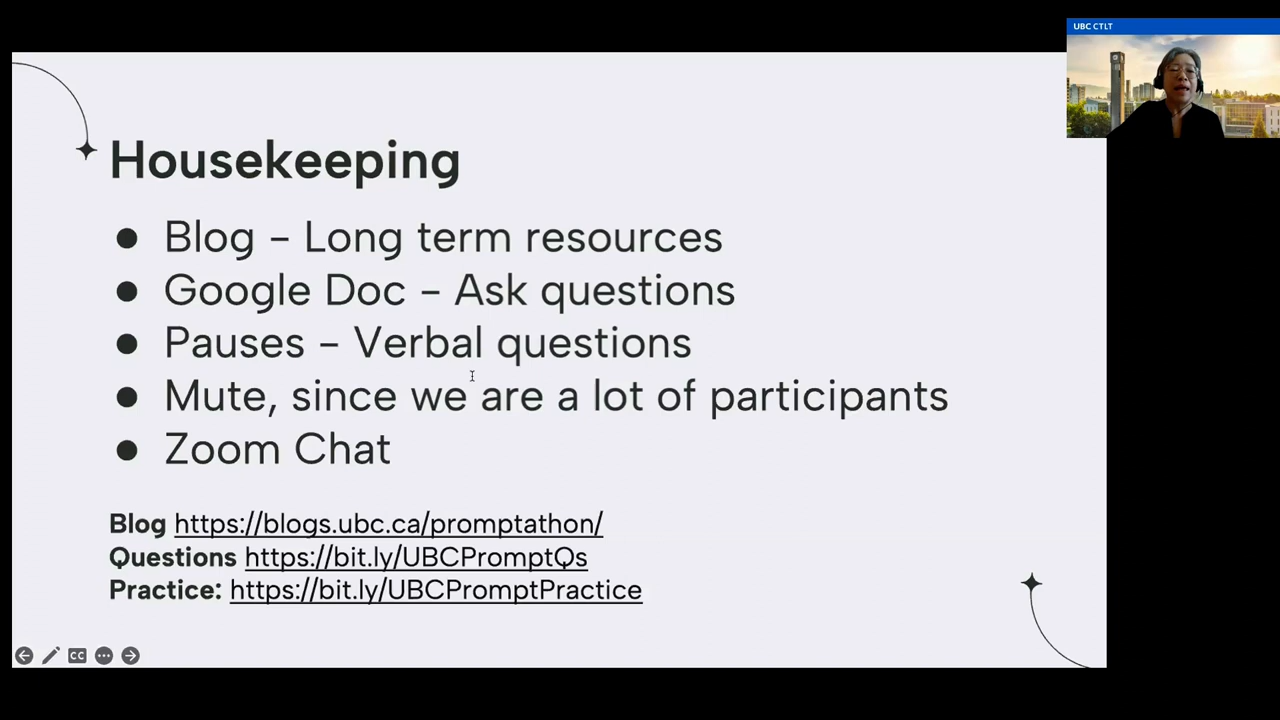 UBC CTLT
Housekeeping
● Blog – Long term resources
● Google Doc – Ask questions
● Pauses – Verbal questions
● Mute, since we are a lot of participants
● Zoom Chat
Blog https://blogs.ubc.ca/promptathon/
Questions https://bit.ly/UBCPromptQs
Practice: https://bit.ly/UBCPromptPractice
CC